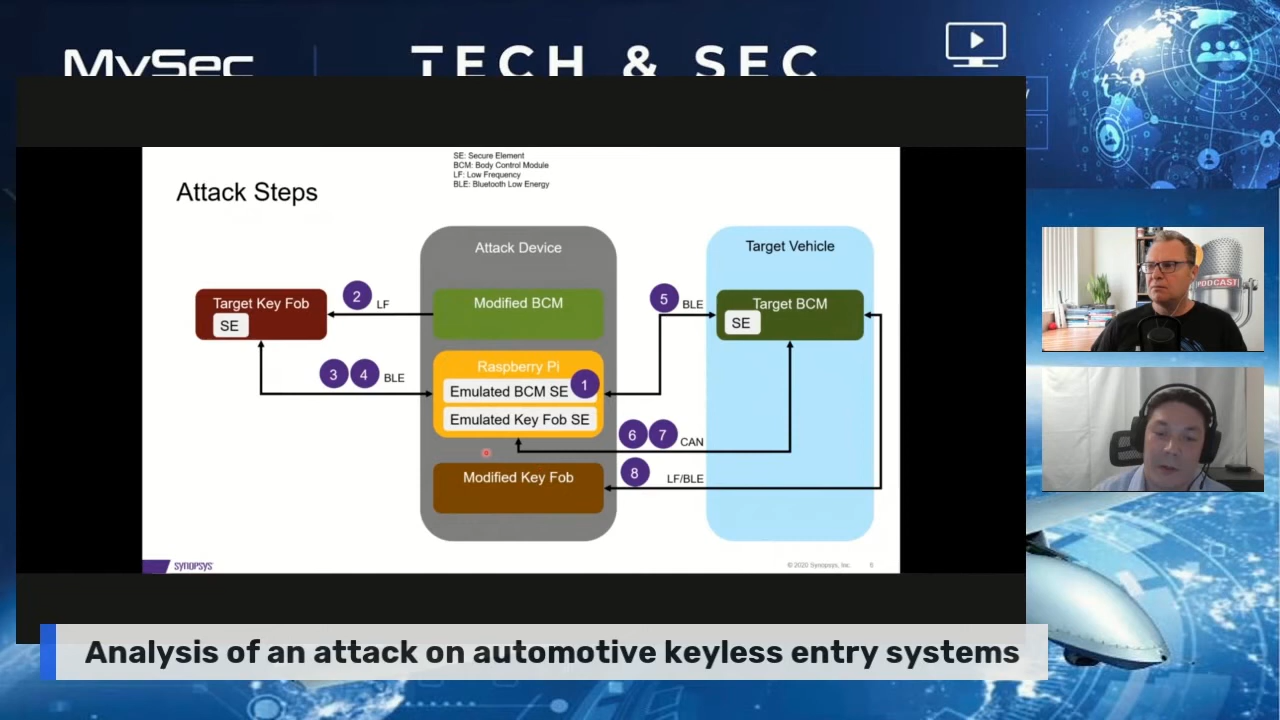 MySec
TECH & SEC
SE: Secure Element
BCM: Body Control Module
LF: Low Frequency
BLE: Bluetooth Low Energy
Attack Steps
Attack Device
Target Vehicle
Target Key Fob
SE
2
LF
Modified BCM
5
BLE
Target BCM
SE
3
4
BLE
Raspberry Pi
Emulated BCM SE
1
Emulated Key Fob SE
6
7
CAN
Modified Key Fob
8
LF/BLE
SYNOPSYS
© 2020 Synopsys, Inc.
5
PODCAST
Analysis of an attack on automotive keyless entry systems